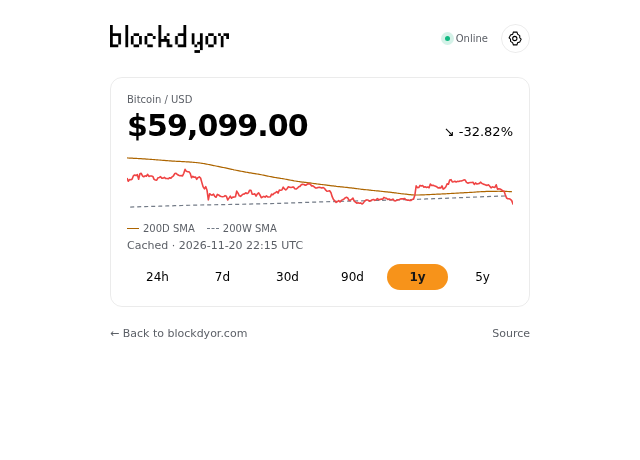 blockdyor
Online
Bitcoin / USD
$59,099.00
↘ -32.82%
200D SMA
200W SMA
Cached · 2026-11-20 22:15 UTC
24h 7d 30d 90d 1y 5y
← Back to blockdyor.com
Source